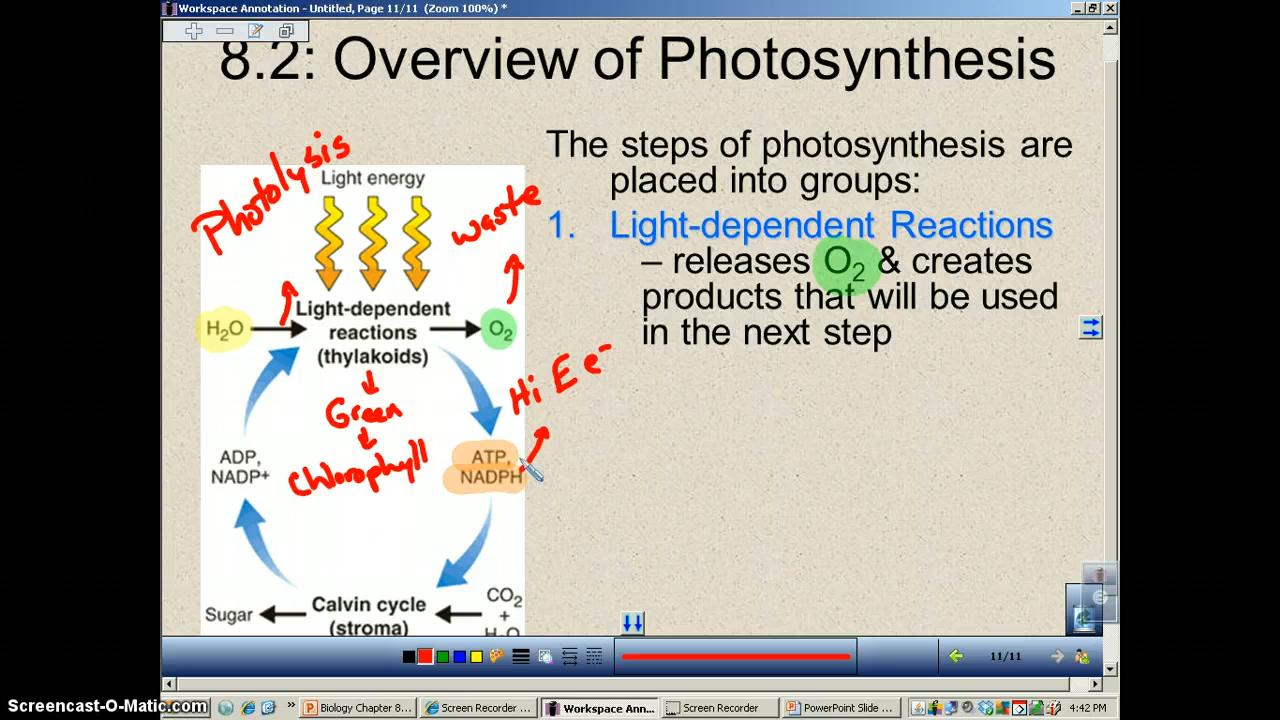 Workspace Annotation - Untitled, Page 11/11 (Zoom 100%) *
8.2: Overview of Photosynthesis
The steps of photosynthesis are
placed into groups:
1. Light-dependent Reactions
– releases O₂ & creates
products that will be used
in the next step
Photolysis
Light energy
waste
H₂O
Light-dependent
reactions
(thylakoids)
O₂
Green
Chlorophyll
Hi E e⁻
ADP,
NADP+
ATP,
NADPH
Sugar
Calvin cycle
(stroma)
CO₂
+
H₂O
11/11
Screencast-O-Matic.com
»
Biology Chapter 8...
Screen Recorder ...
Workspace Ann...
Screen Recorder
PowerPoint Slide ...
4:42 PM